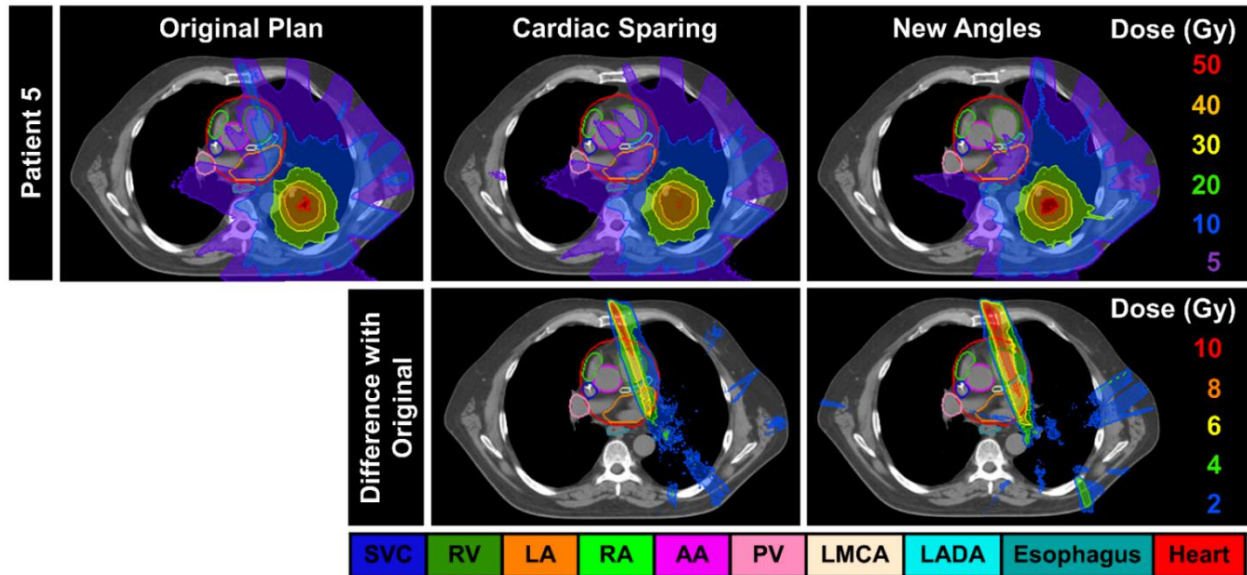 Patient 5
Original Plan
Cardiac Sparing
New Angles
Dose (Gy)
50
40
30
20
10
5
Difference with
Original
Dose (Gy)
10
8
6
4
2
SVC
RV
LA
RA
AA
PV
LMCA
LADA
Esophagus
Heart